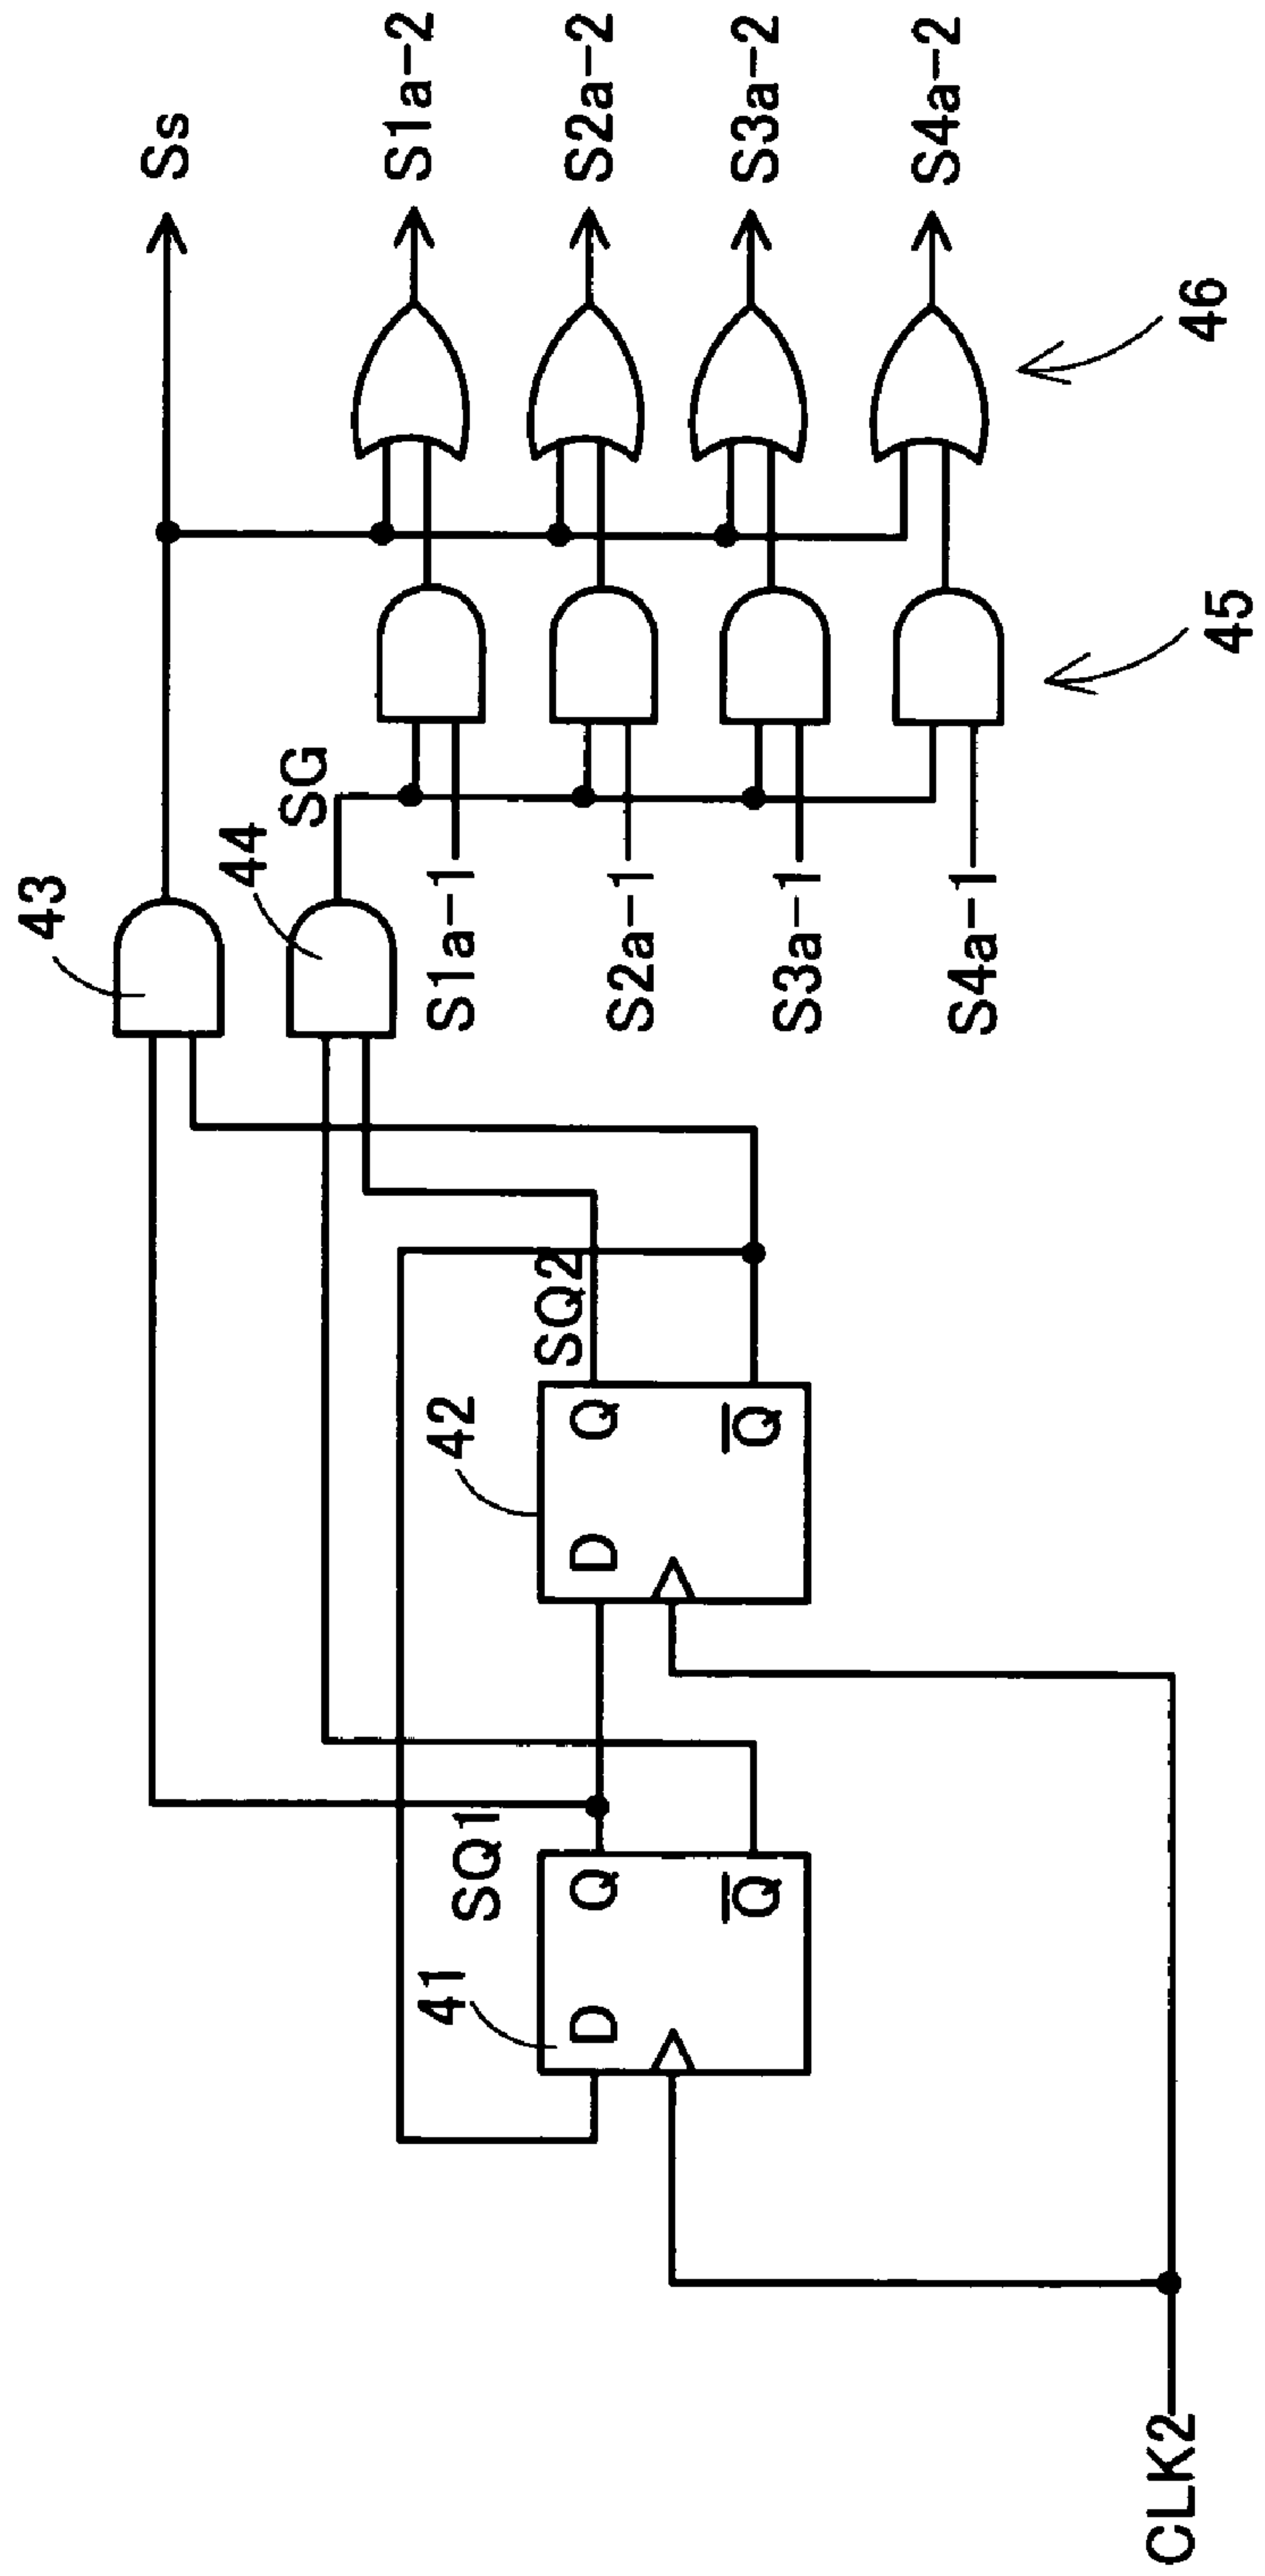 43
Ss
44
SG
S1a-1
S1a-2
SQ1
41
D
Q
Q̅
SQ2
42
D
Q
Q̅
S2a-1
S2a-2
S3a-1
S3a-2
S4a-1
S4a-2
45
46
CLK2